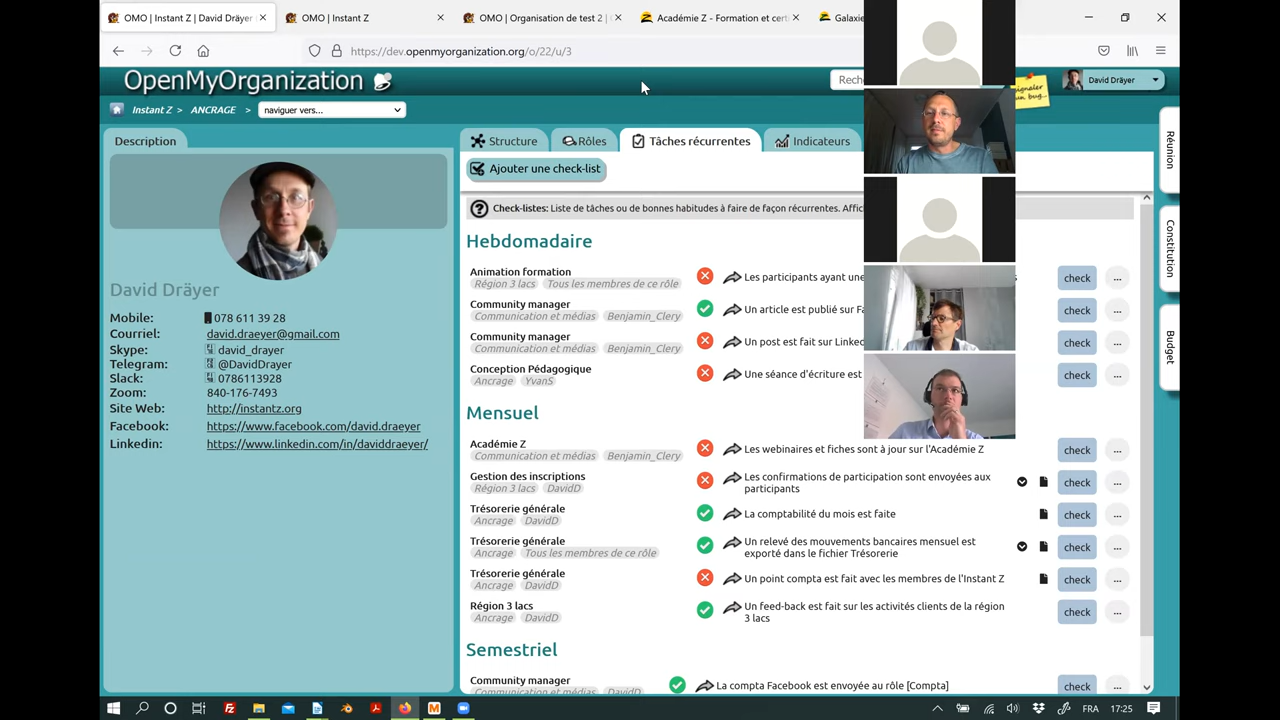 OMO | Instant Z | David Dräyer
OMO | Instant Z
OMO | Organisation de test 2 |
Académie Z - Formation et cert
Galaxie
https://dev.openmyorganization.org/o/22/u/3
OpenMyOrganization
Reche
signaler
un bug...
David Dräyer
Instant Z > ANCRAGE > naviguer vers...
Description
Structure
Rôles
Tâches récurrentes
Indicateurs
Réunion
Constitution
Budget
Ajouter une check-list
Check-listes: Liste de tâches ou de bonnes habitudes à faire de façon récurrentes.
David Dräyer
Mobile: 078 611 39 28
Courriel: david.draeyer@gmail.com
Skype: david_drayer
Telegram: @DavidDrayer
Slack: 0786113928
Zoom: 840-176-7493
Site Web: http://instantz.org
Facebook: https://www.facebook.com/david.draeyer
Linkedin: https://www.linkedin.com/in/daviddraeyer/
Hebdomadaire
Animation formation
Région 3 lacs Tous les membres de ce rôle
Les participants ayant une
check ...
Community manager
Communication et médias Benjamin_Clery
Un article est publié sur Fa
check ...
Community manager
Communication et médias Benjamin_Clery
Un post est fait sur Linked
check ...
Conception Pédagogique
Ancrage YvanS
Une séance d'écriture est
check ...
Mensuel
Académie Z
Communication et médias Benjamin_Clery
Les webinaires et fiches sont à jour sur l'Académie Z
check ...
Gestion des inscriptions
Région 3 lacs DavidD
Les confirmations de participation sont envoyées aux
participants
check ...
Trésorerie générale
Ancrage DavidD
La comptabilité du mois est faite
check ...
Trésorerie générale
Ancrage Tous les membres de ce rôle
Un relevé des mouvements bancaires mensuel est
exporté dans le fichier Trésorerie
check ...
Trésorerie générale
Ancrage DavidD
Un point compta est fait avec les membres de l'Instant Z
check ...
Région 3 lacs
Ancrage DavidD
Un feed-back est fait sur les activités clients de la région
3 lacs
check ...
Semestriel
Community manager
Communication et médias DavidD
La compta Facebook est envoyée au rôle [Compta]
check ...
FRA 17:25